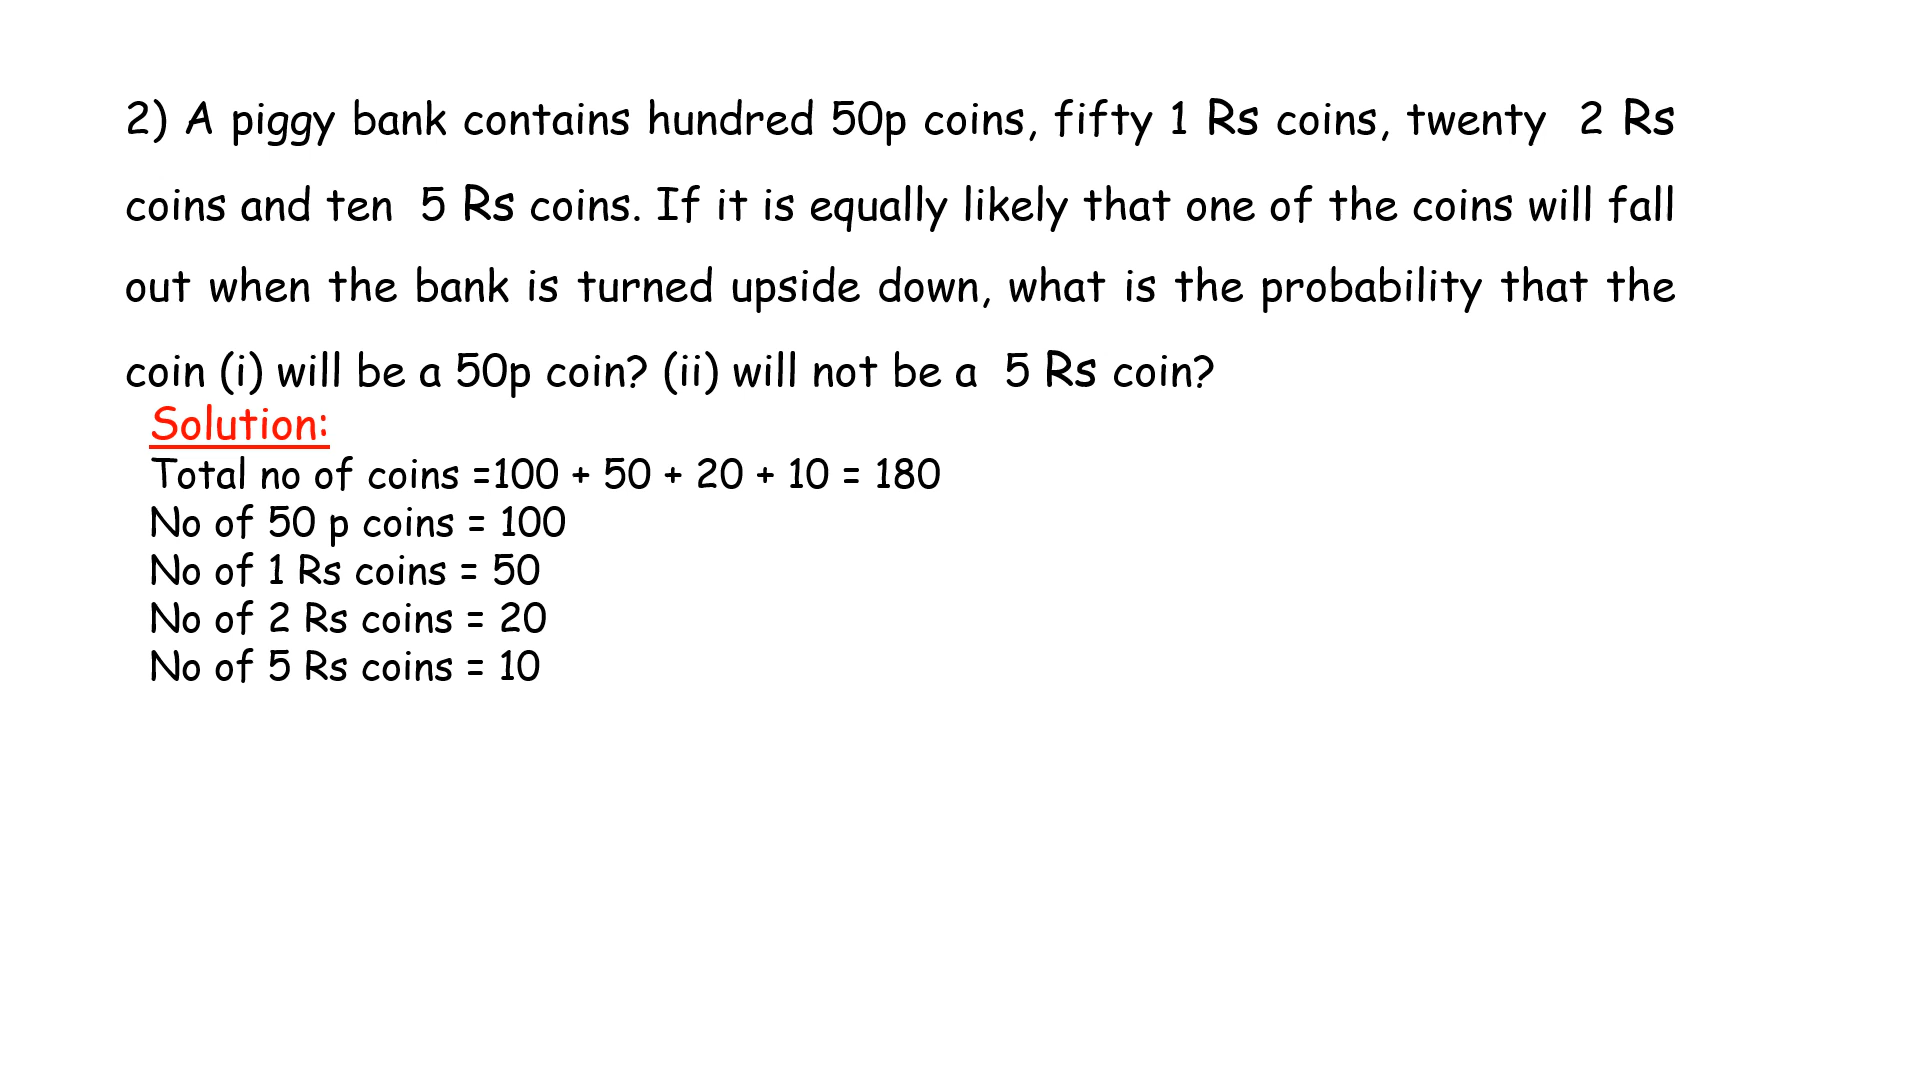 2) A piggy bank contains hundred 50p coins, fifty 1 Rs coins, twenty 2 Rs
coins and ten 5 Rs coins. If it is equally likely that one of the coins will fall
out when the bank is turned upside down, what is the probability that the
coin (i) will be a 50p coin? (ii) will not be a 5 Rs coin?
Solution:
Total no of coins =100 + 50 + 20 + 10 = 180
No of 50 p coins = 100
No of 1 Rs coins = 50
No of 2 Rs coins = 20
No of 5 Rs coins = 10